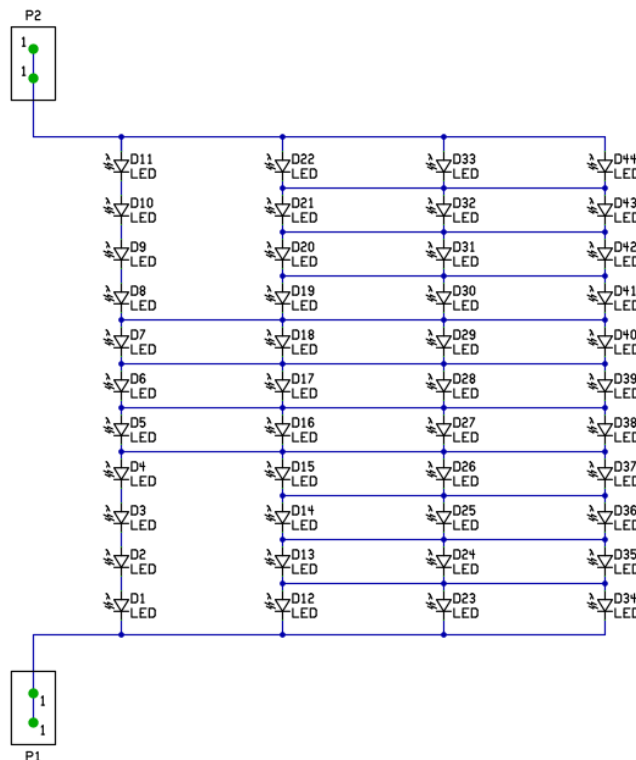 P2
1
1
D11 D22 D33 D44
LED LED LED LED
D10 D21 D32 D43
LED LED LED LED
D9 D20 D31 D42
LED LED LED LED
D8 D19 D30 D41
LED LED LED LED
D7 D18 D29 D40
LED LED LED LED
D6 D17 D28 D39
LED LED LED LED
D5 D16 D27 D38
LED LED LED LED
D4 D15 D26 D37
LED LED LED LED
D3 D14 D25 D36
LED LED LED LED
D2 D13 D24 D35
LED LED LED LED
D1 D12 D23 D34
LED LED LED LED
1
1
P1